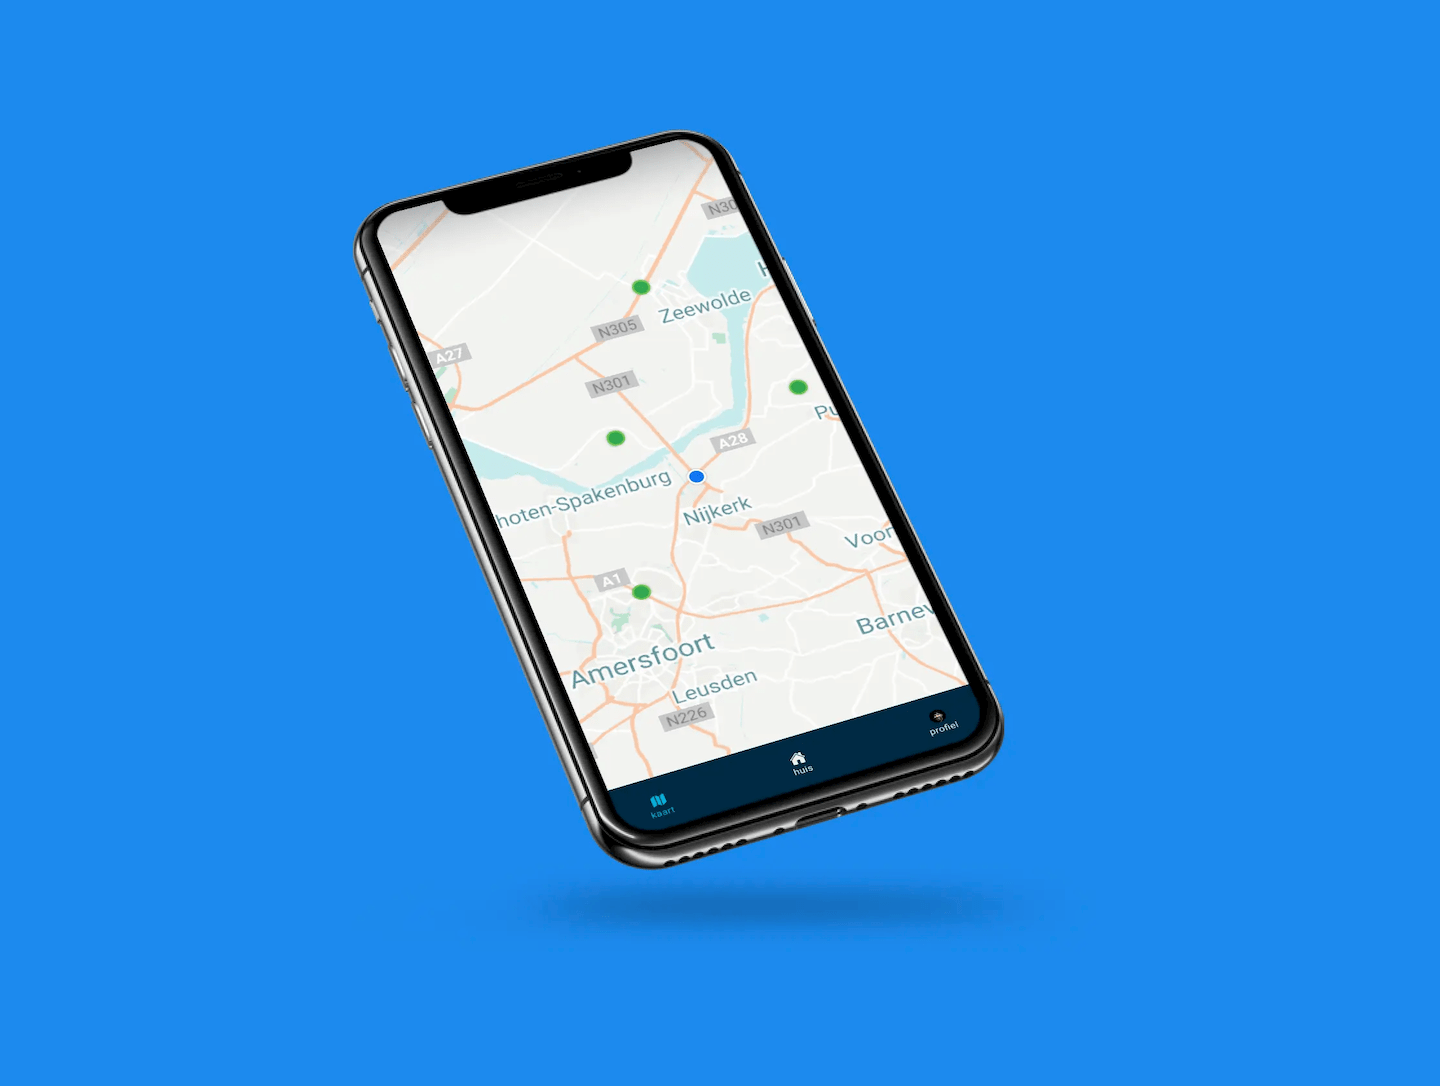 N30
Zeewolde
N305
A27
N301
Pu
A28
hoten-Spakenburg
Nijkerk
N301
Voor
A1
Barnev
Amersfoort
Leusden
N226
profiel
huis
kaart